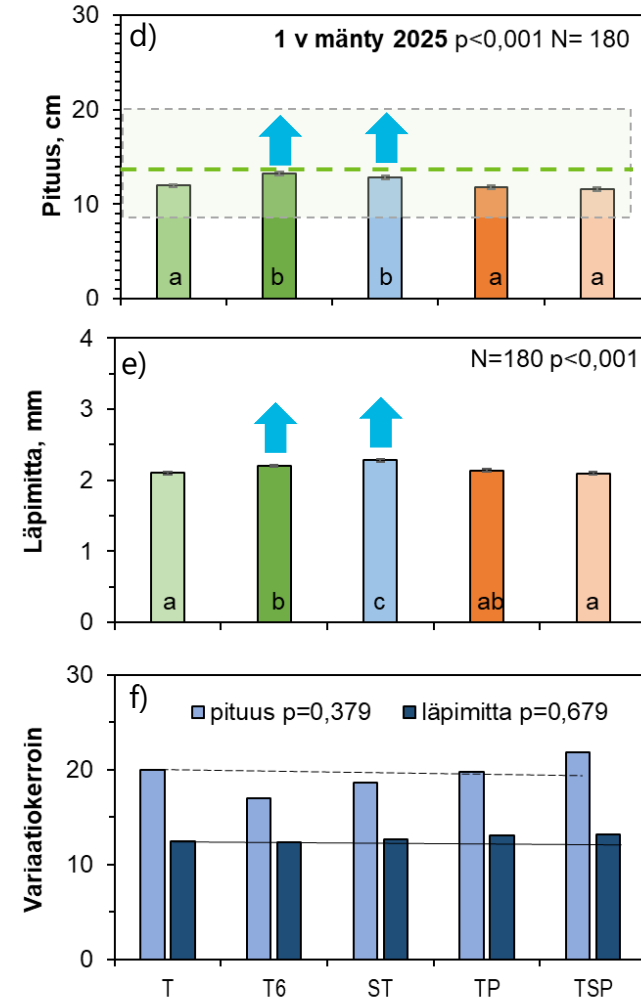 d)
1 v mänty 2025 p<0,001 N= 180
Pituus, cm
30
20
10
0
a b b a a
e)
N=180 p<0,001
Läpimitta, mm
4
3
2
1
0
a b c ab a
f)
pituus p=0,379 läpimitta p=0,679
Variaatiokerroin
30
20
10
0
T T6 ST TP TSP